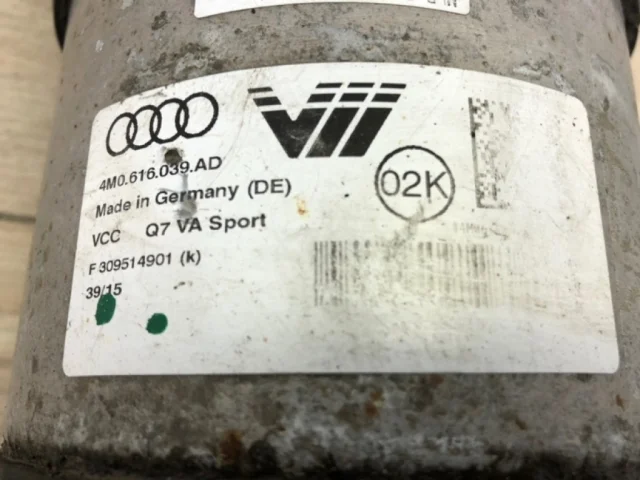 4M0.616.039.AD
Made in Germany (DE)
VCC Q7 VA Sport
F 309514901 (k)
39/15
02K